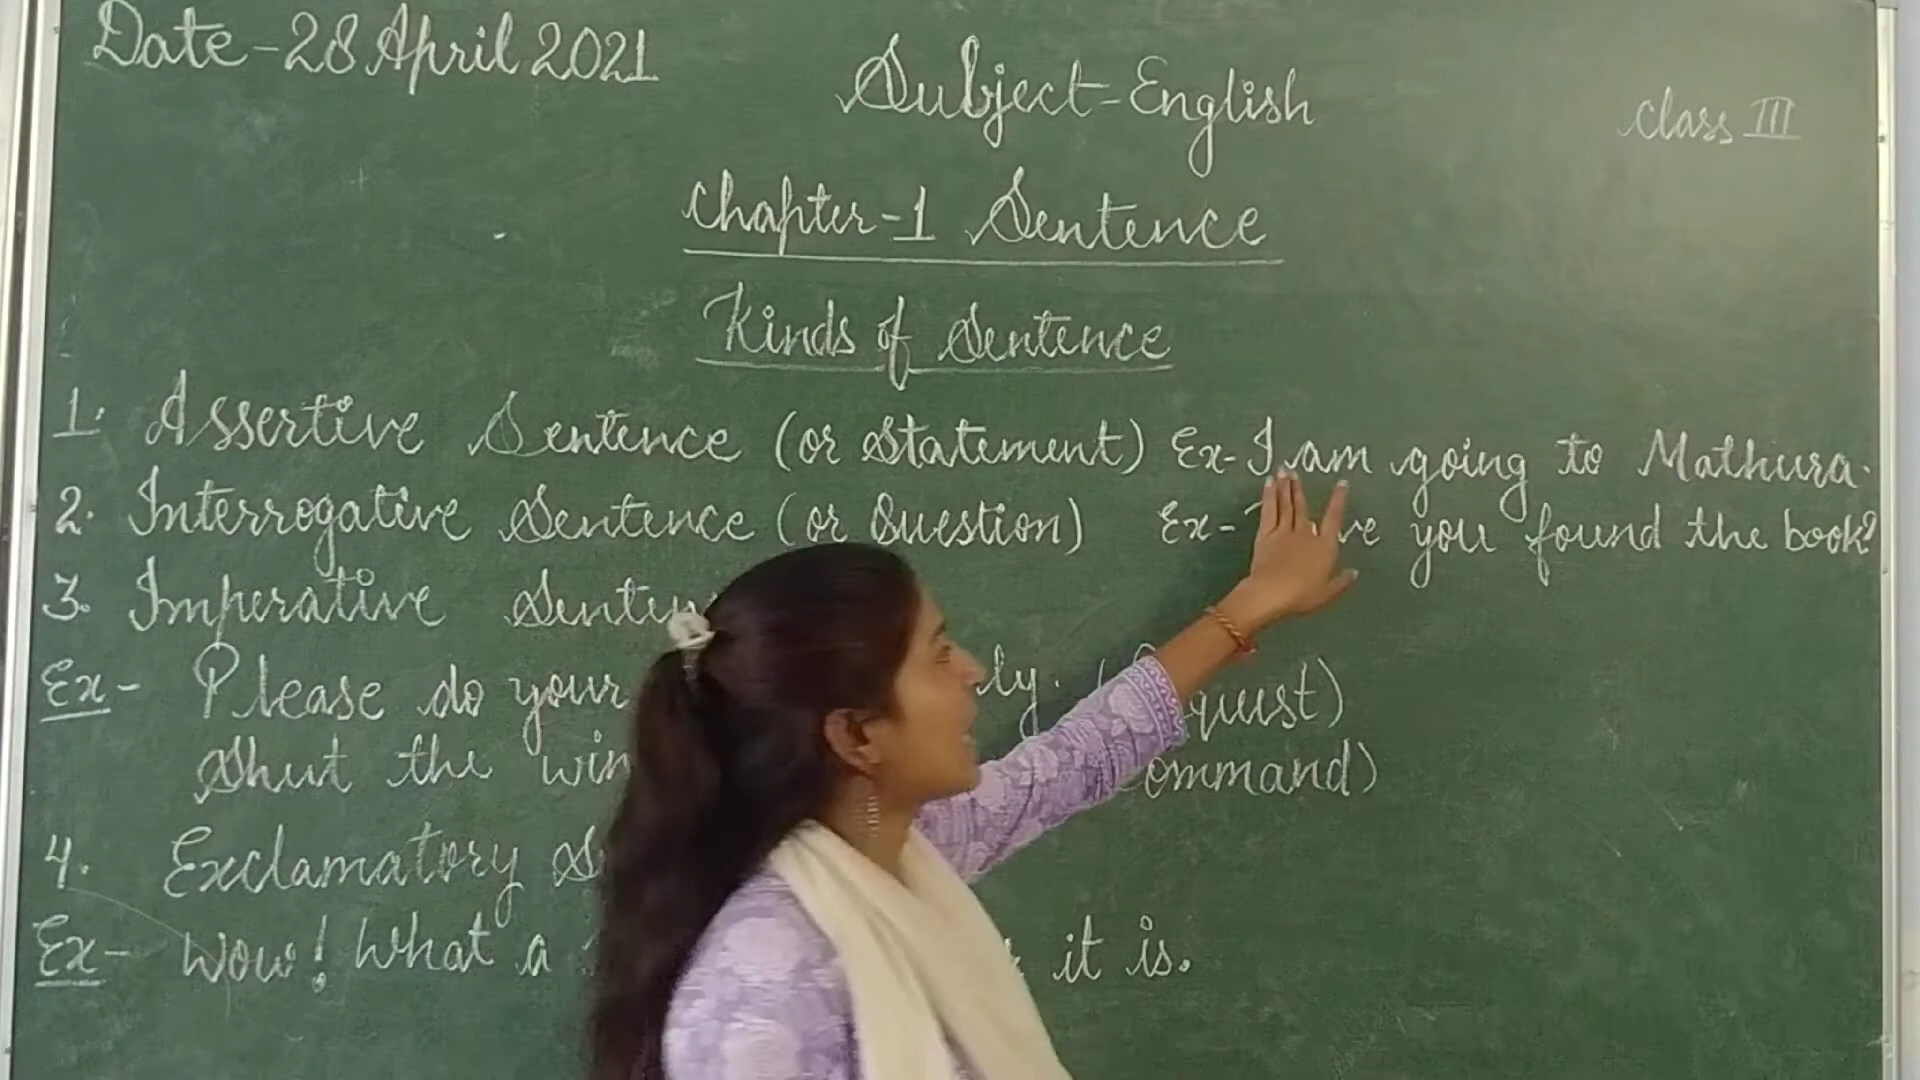 Date-28 April 2021
Subject-English
Class III
Chapter-1 Sentence
Kinds of Sentence
1. Assertive Sentence (or Statement) Ex-I am going to Mathura.
2. Interrogative Sentence (or Question) Ex- you found the book?
3. Imperative
Ex- Please do your
Shut the
4. Exclamatory
Ex- Wow! What a it is.